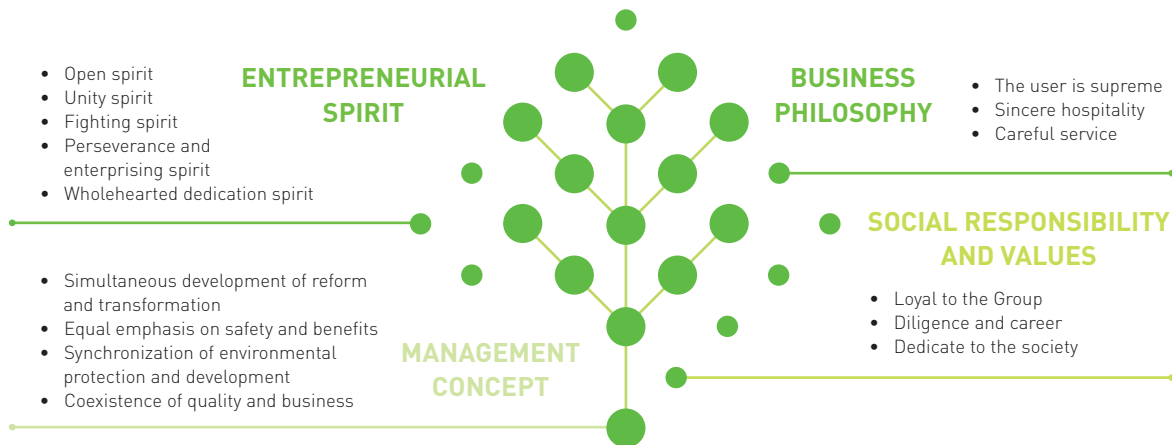 ENTREPRENEURIAL
SPIRIT
• Open spirit
• Unity spirit
• Fighting spirit
• Perseverance and
enterprising spirit
• Wholehearted dedication spirit
BUSINESS
PHILOSOPHY
• The user is supreme
• Sincere hospitality
• Careful service
MANAGEMENT
CONCEPT
• Simultaneous development of reform
and transformation
• Equal emphasis on safety and benefits
• Synchronization of environmental
protection and development
• Coexistence of quality and business
SOCIAL RESPONSIBILITY
AND VALUES
• Loyal to the Group
• Diligence and career
• Dedicate to the society